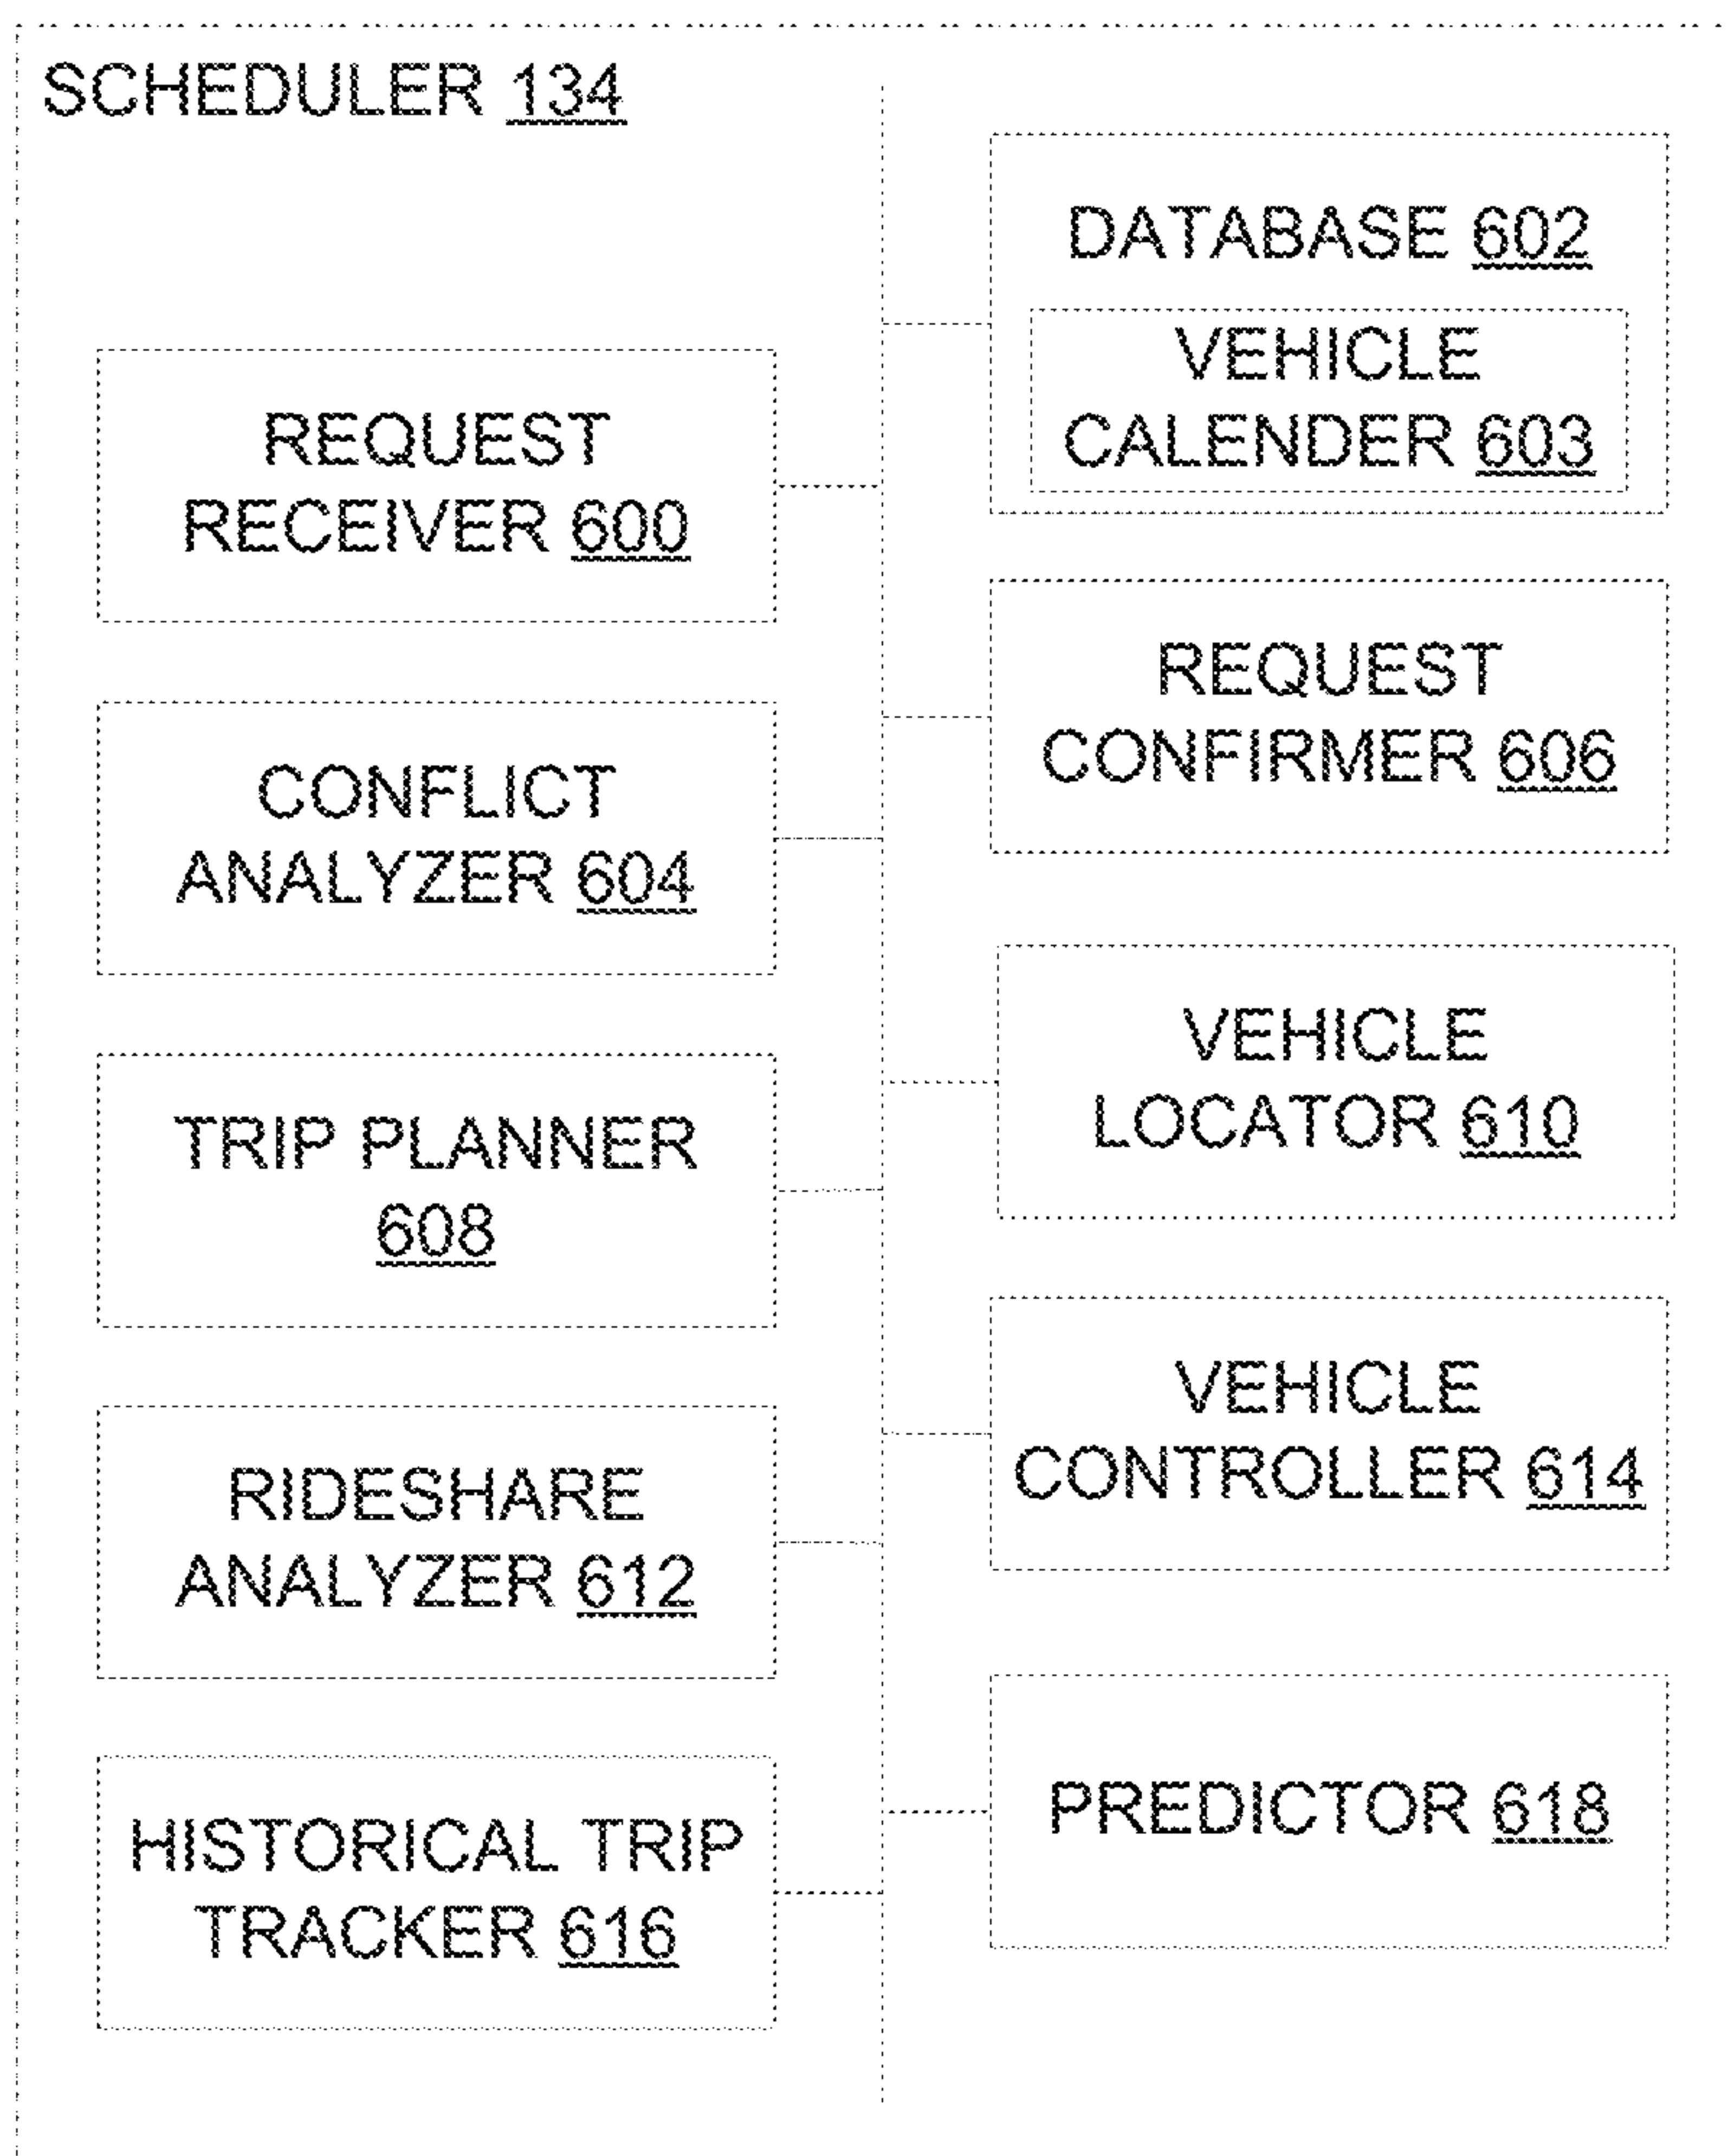 SCHEDULER 134
DATABASE 602
VEHICLE
CALENDER 603
REQUEST
RECEIVER 600
REQUEST
CONFIRMER 606
CONFLICT
ANALYZER 604
VEHICLE
LOCATOR 610
TRIP PLANNER
608
VEHICLE
CONTROLLER 614
RIDESHARE
ANALYZER 612
PREDICTOR 618
HISTORICAL TRIP
TRACKER 616